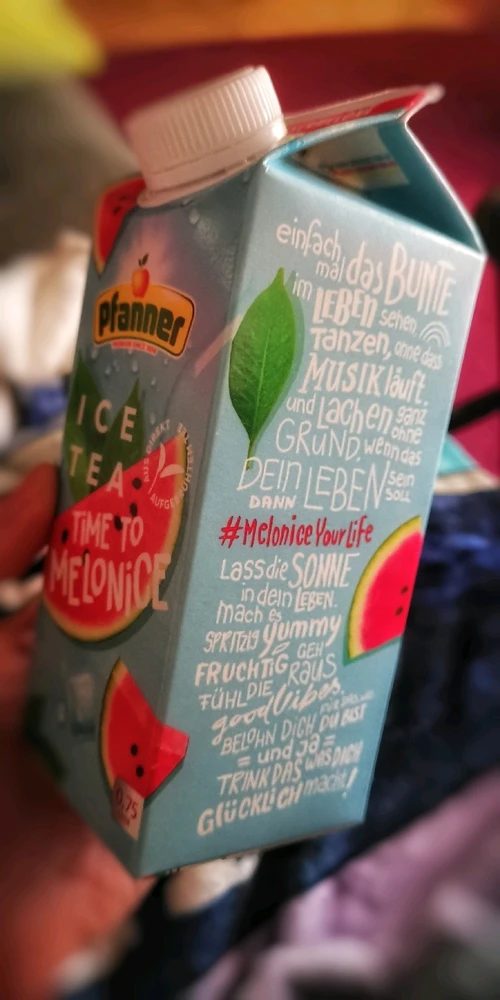 Pfanner
ICE
TEA
TIME TO
MELONICE
0,75
einfach
mal das BUNTE
im LEBEN sehen
Tanzen, ohne dass
MUSIK läuft.
und Lachen ganz
ohne
GRUND, wenn das
DEIN LEBEN sein
DANN SOLL
#MeloniceYourLife
Lass die SONNE
in dein LEBEN.
mach es
SPRITZIG yummy
FRUCHTIG GEH
RAUS
FÜHL DIE
goodvibes
BELOHN DICH DU BIST
= und ja =
TRINK DAS WAS DICH
GLÜCKLICH macht!